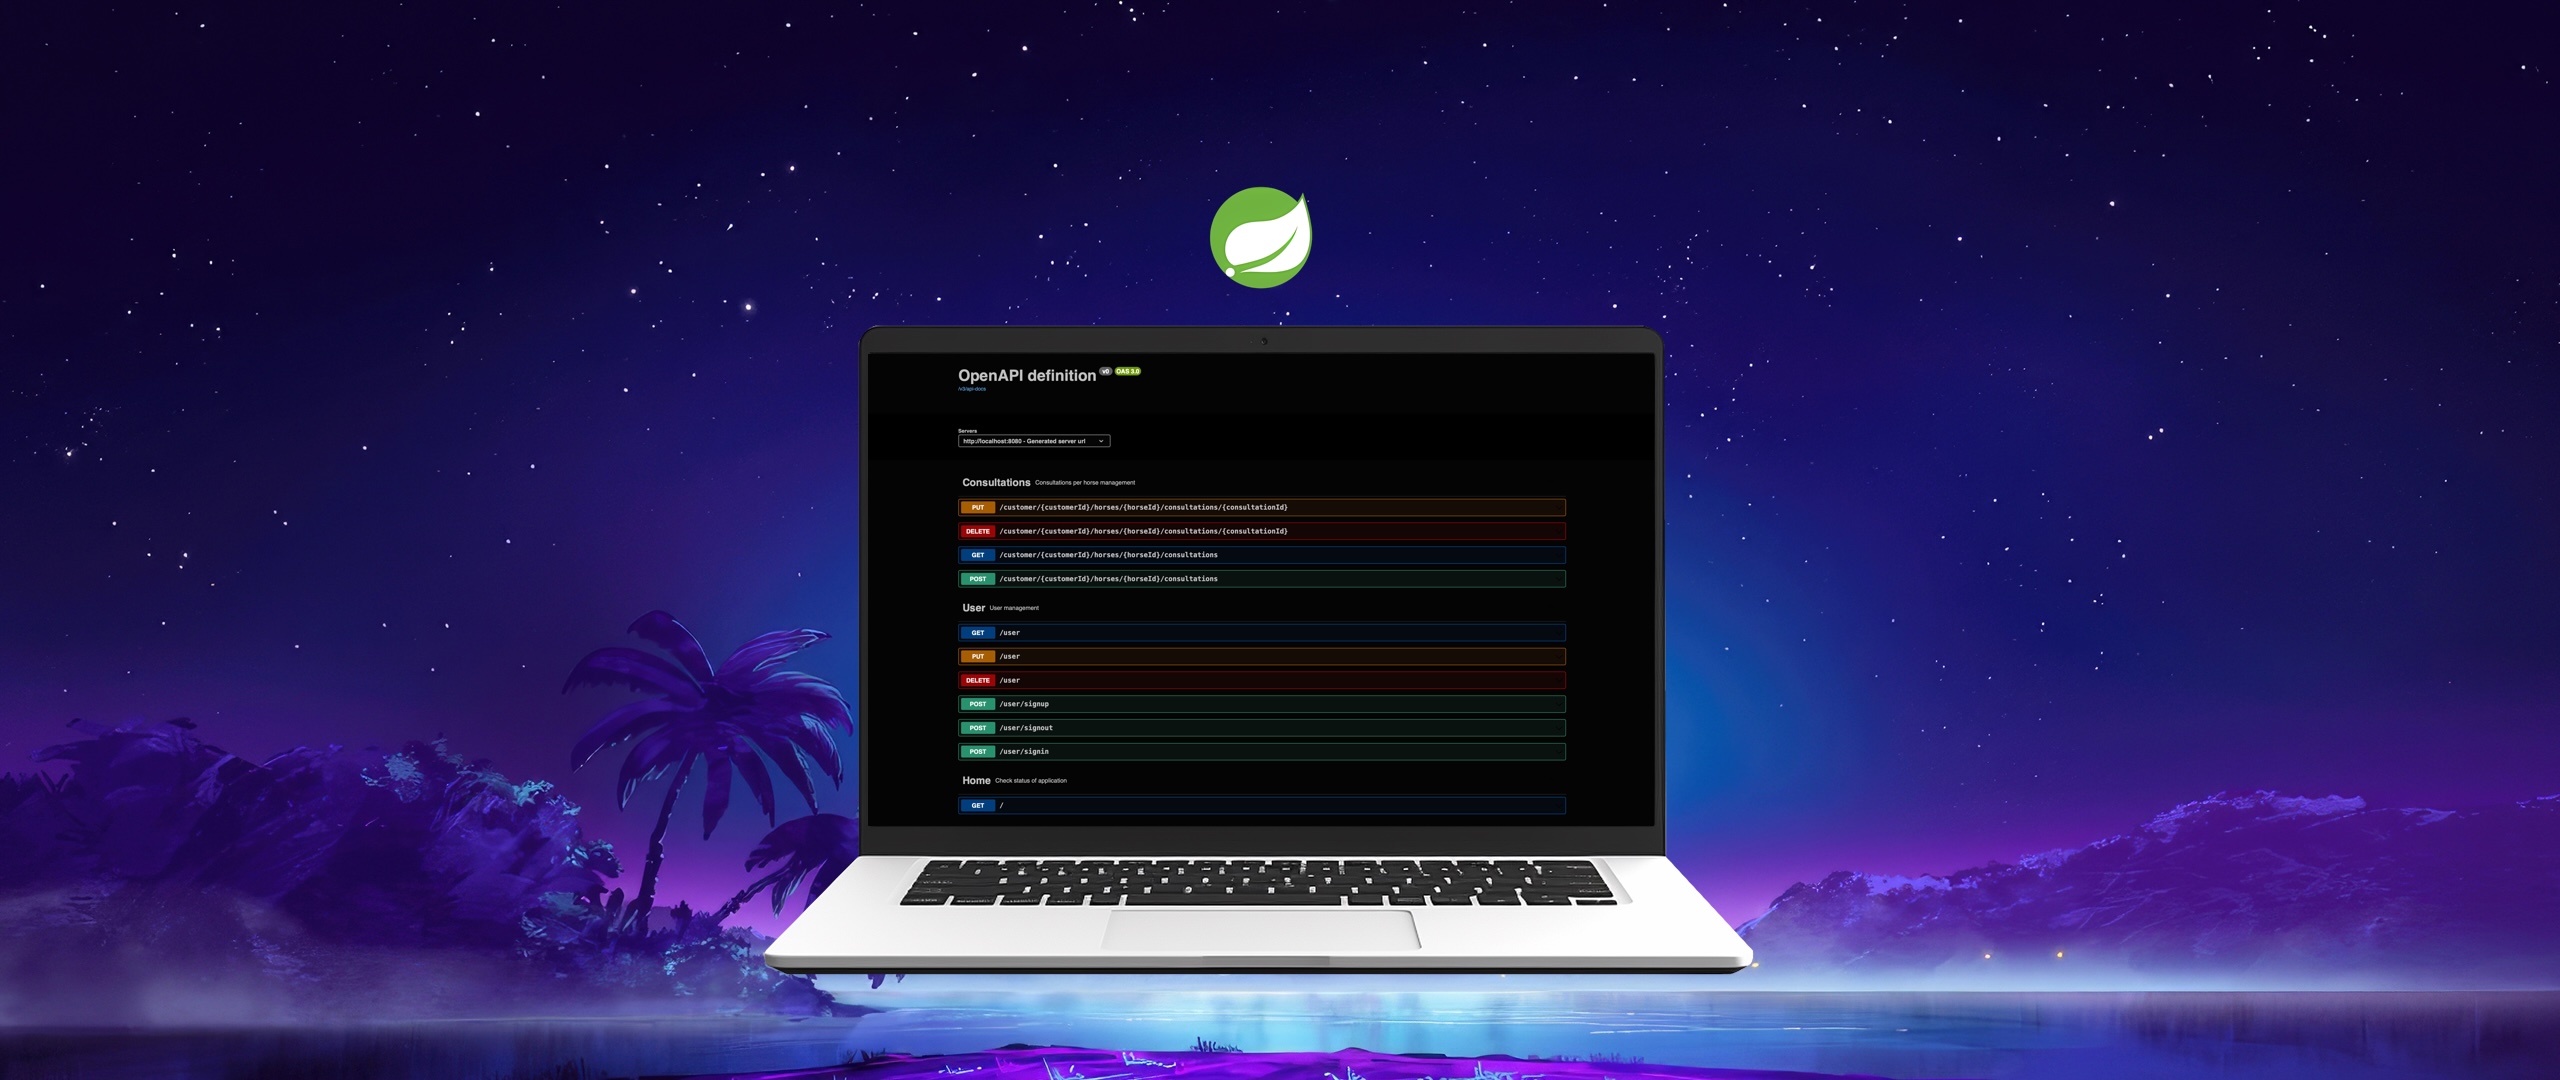 OpenAPI definition v0 OAS 3.0
/v3/api-docs
Servers
http://localhost:8080 - Generated server url
Consultations Consultations per horse management
PUT /customer/{customerId}/horses/{horseId}/consultations/{consultationId}
DELETE /customer/{customerId}/horses/{horseId}/consultations/{consultationId}
GET /customer/{customerId}/horses/{horseId}/consultations
POST /customer/{customerId}/horses/{horseId}/consultations
User User management
GET /user
PUT /user
DELETE /user
POST /user/signup
POST /user/signout
POST /user/signin
Home Check status of application
GET /